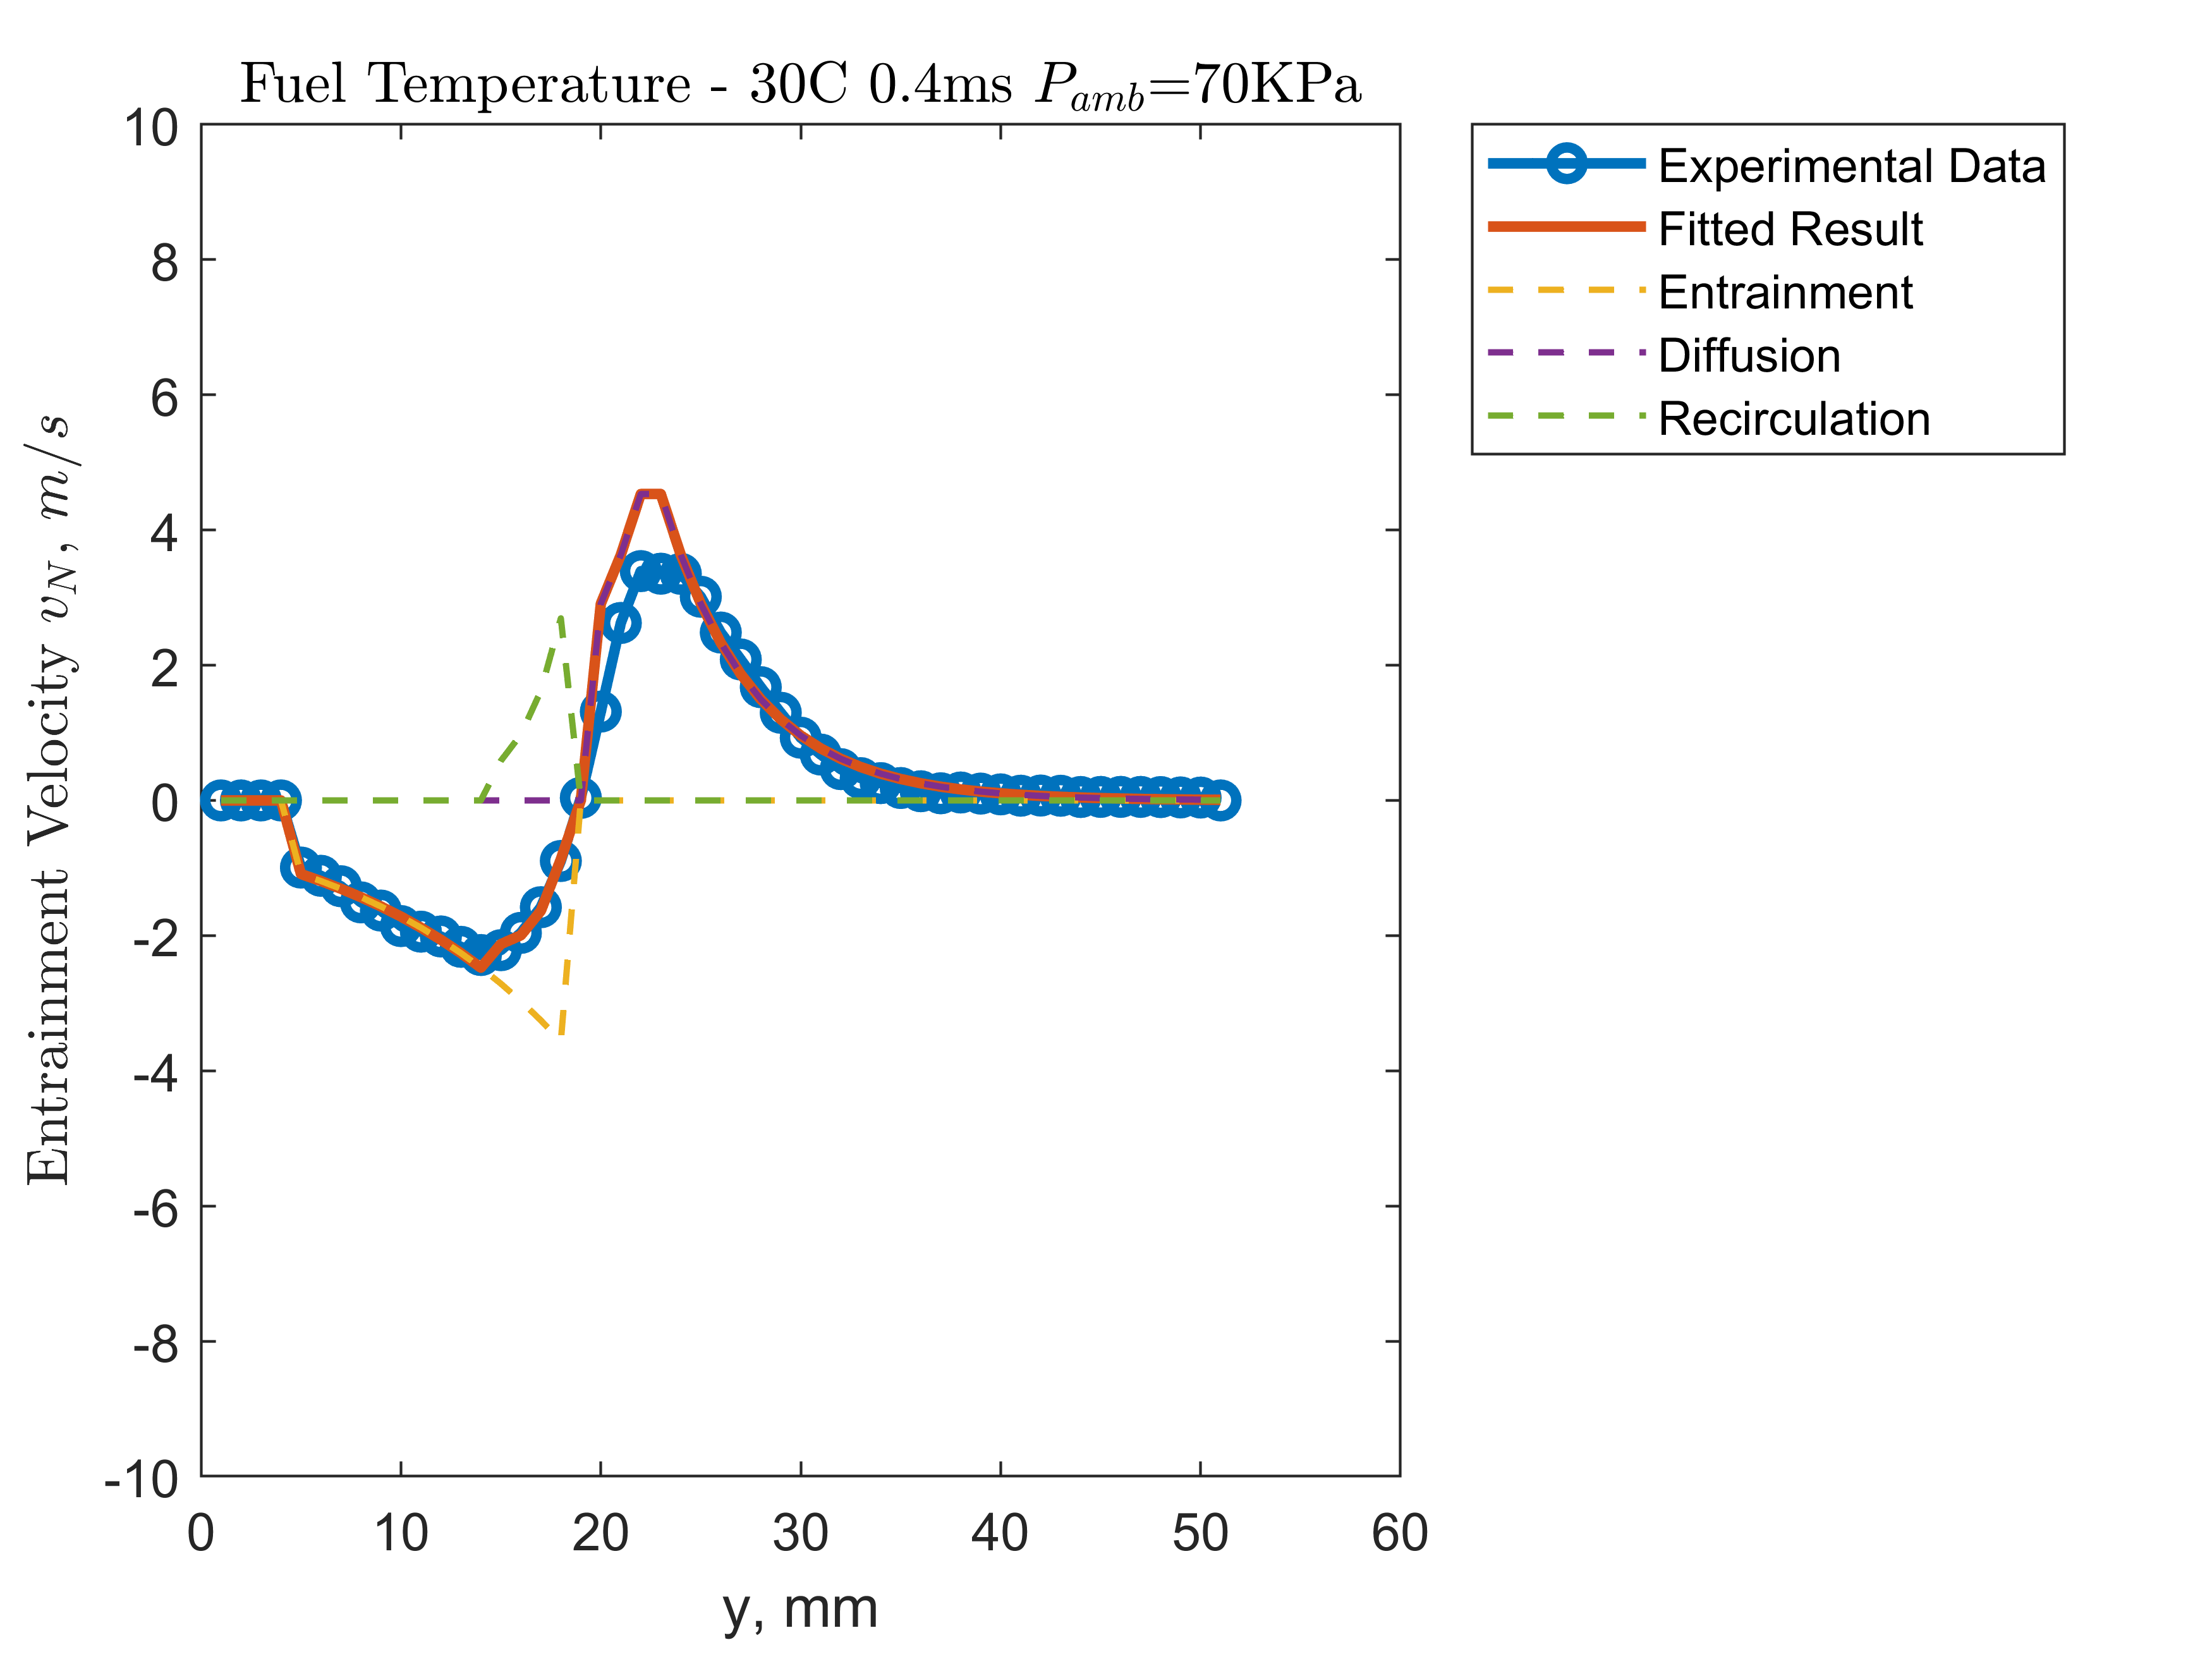 Fuel Temperature - 30C 0.4ms P_amb=70KPa
Experimental Data
Fitted Result
Entrainment
Diffusion
Recirculation
Entrainment Velocity v_N, m/s
10
8
6
4
2
0
-2
-4
-6
-8
-10
0 10 20 30 40 50 60
y, mm